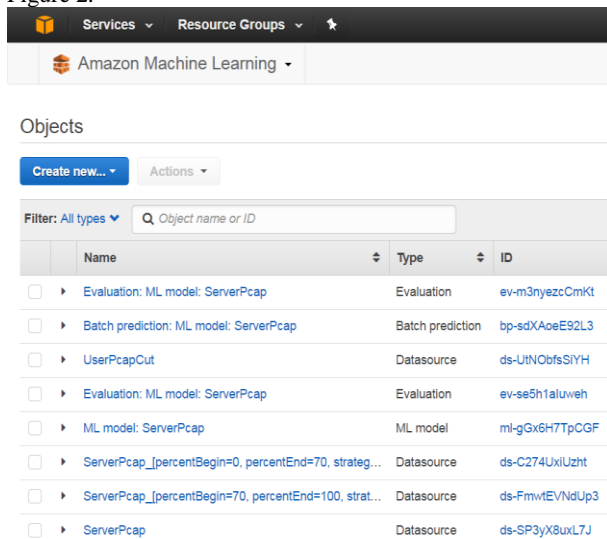 Figure 2.
Services Resource Groups
Amazon Machine Learning
Objects
Create new... Actions
Filter: All types Object name or ID
Name Type ID
Evaluation: ML model: ServerPcap Evaluation ev-m3nyezcCmKt
Batch prediction: ML model: ServerPcap Batch prediction bp-sdXAoeE92L3
UserPcapCut Datasource ds-UtNObfsSlYH
Evaluation: ML model: ServerPcap Evaluation ev-se5h1aluweh
ML model: ServerPcap ML model ml-gGx6H7TpCGF
ServerPcap_[percentBegin=0, percentEnd=70, strateg... Datasource ds-C274UxiUzht
ServerPcap_[percentBegin=70, percentEnd=100, strat... Datasource ds-FmwtEVNdUp3
ServerPcap Datasource ds-SP3yX8uxL7J